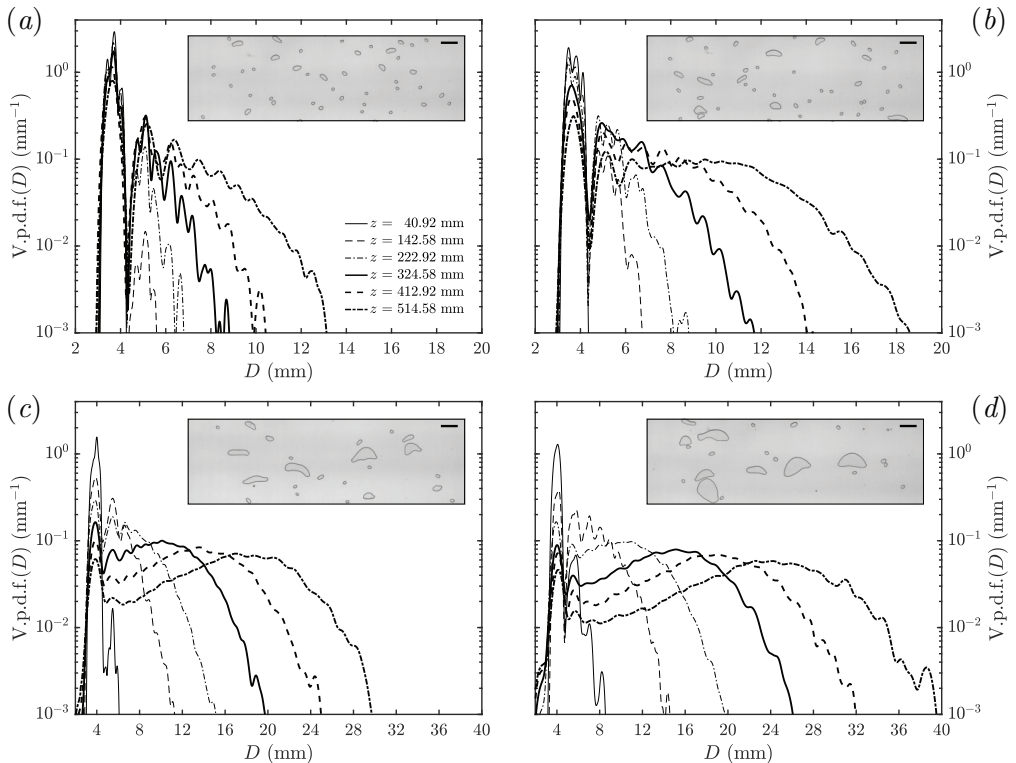 (a)
(b)
V.p.d.f.(D) (mm⁻¹)
10⁰
10⁻¹
10⁻²
10⁻³
z = 40.92 mm
z = 142.58 mm
z = 222.92 mm
z = 324.58 mm
z = 412.92 mm
z = 514.58 mm
2 4 6 8 10 12 14 16 18 20
D (mm)
10⁰
10⁻¹
10⁻²
10⁻³
V.p.d.f.(D) (mm⁻¹)
2 4 6 8 10 12 14 16 18 20
D (mm)
(c)
(d)
V.p.d.f.(D) (mm⁻¹)
10⁰
10⁻¹
10⁻²
10⁻³
4 8 12 16 20 24 28 32 36 40
D (mm)
10⁰
10⁻¹
10⁻²
10⁻³
V.p.d.f.(D) (mm⁻¹)
4 8 12 16 20 24 28 32 36 40
D (mm)